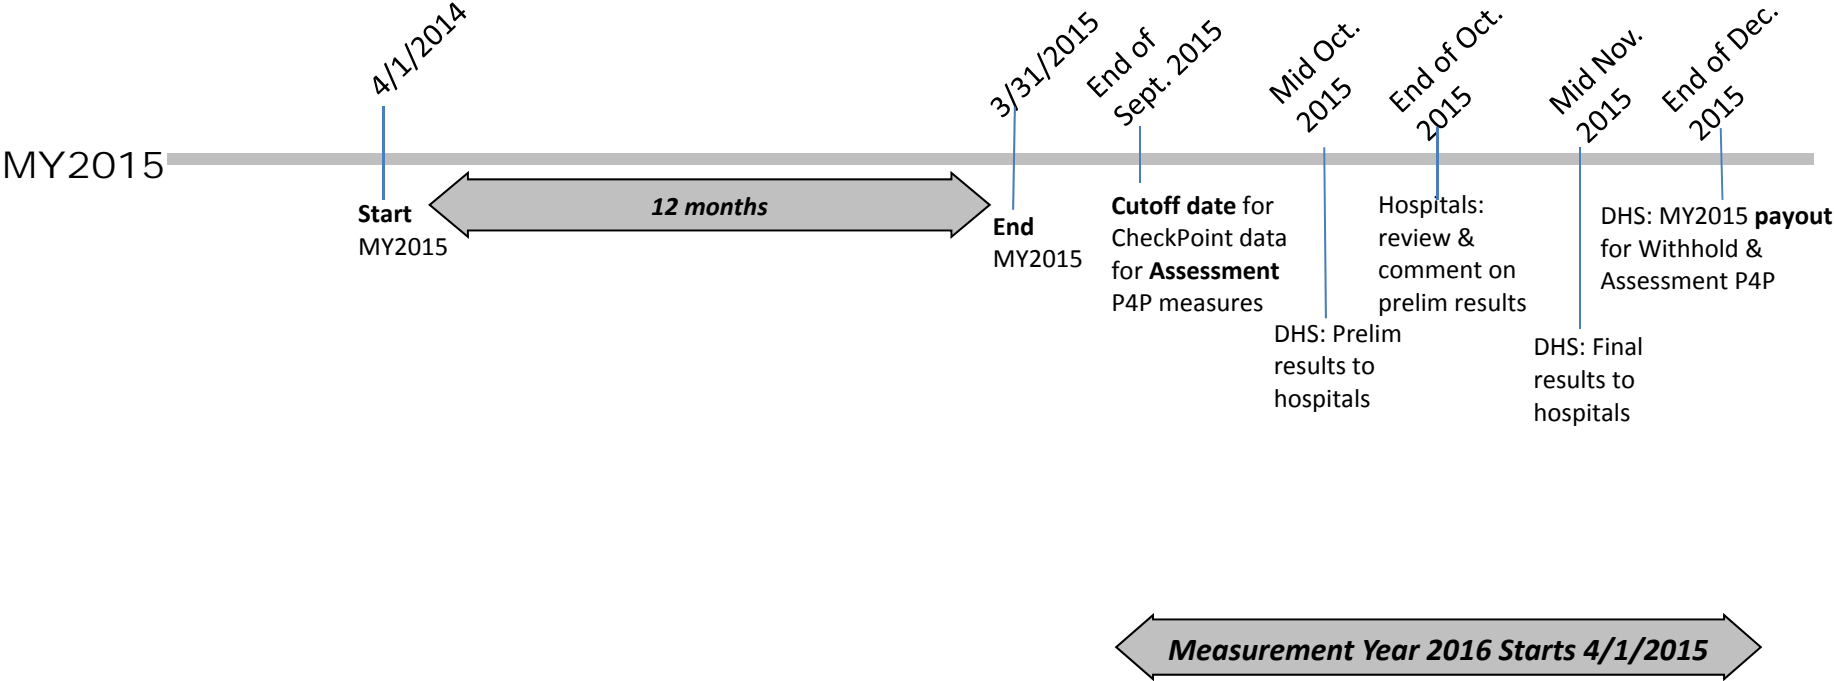 4/1/2014
3/31/2015
End of
Sept. 2015
Mid Oct.
2015
End of Oct.
2015
Mid Nov.
2015
End of Dec.
2015
MY2015
Start
MY2015
12 months
End
MY2015
Cutoff date for
CheckPoint data
for Assessment
P4P measures
DHS: Prelim
results to
hospitals
Hospitals:
review &
comment on
prelim results
DHS: Final
results to
hospitals
DHS: MY2015 payout
for Withhold &
Assessment P4P
Measurement Year 2016 Starts 4/1/2015